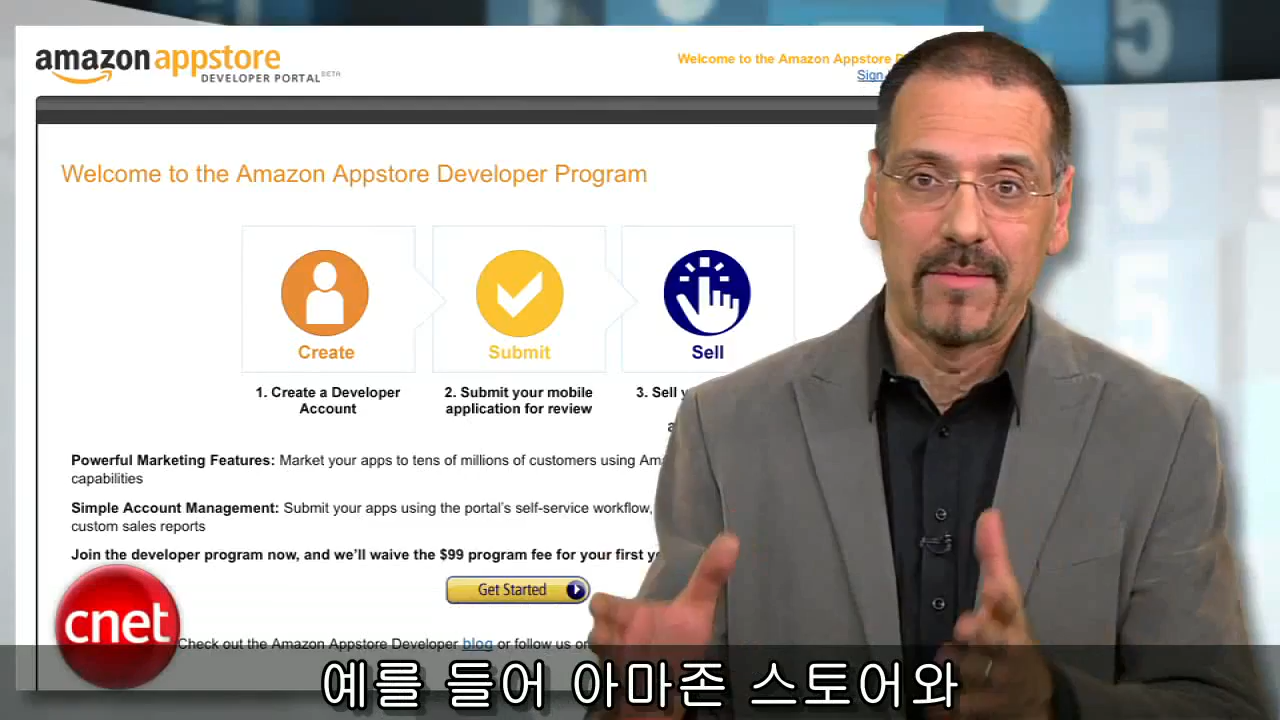 amazon appstore
DEVELOPER PORTAL BETA
Welcome to the Amazon Appstore
Sign
Welcome to the Amazon Appstore Developer Program
Create
Submit
Sell
1. Create a Developer
Account
2. Submit your mobile
application for review
3. Sell
Powerful Marketing Features: Market your apps to tens of millions of customers using
capabilities
Simple Account Management: Submit your apps using the portal's self-service workflow,
custom sales reports
Join the developer program now, and we'll waive the $99 program fee for your first
Get Started
Check out the Amazon Appstore Developer blog or follow us
cnet
예를 들어 아마존 스토어와
5
5
5
5